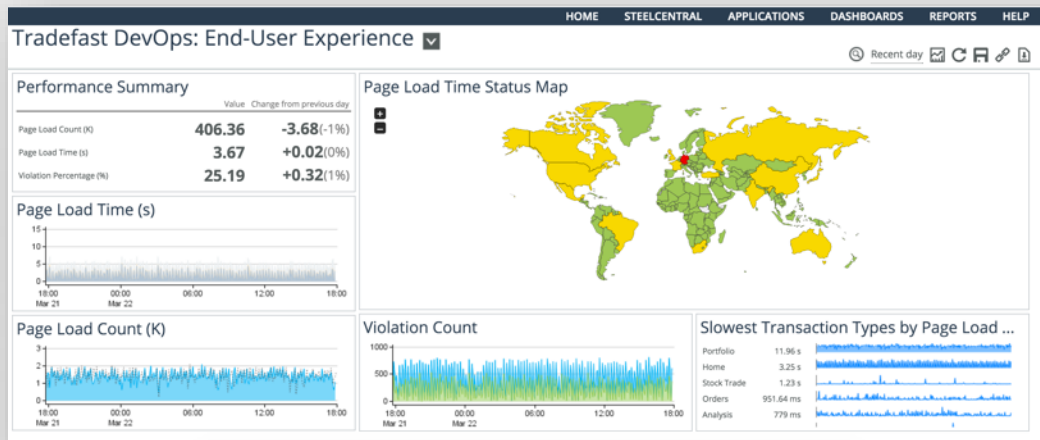 HOME STEELCENTRAL APPLICATIONS DASHBOARDS REPORTS HELP
Tradefast DevOps: End-User Experience
Recent day
Performance Summary
Value Change from previous day
Page Load Count (K) 406.36 -3.68(-1%)
Page Load Time (s) 3.67 +0.02(0%)
Violation Percentage (%) 25.19 +0.32(1%)
Page Load Time Status Map
Page Load Time (s)
15
10
5
0
18:00 00:00 06:00 12:00 18:00
Mar 21 Mar 22
Page Load Count (K)
3
2
1
0
18:00 00:00 06:00 12:00 18:00
Mar 21 Mar 22
Violation Count
1000
500
0
18:00 00:00 06:00 12:00 18:00
Mar 21 Mar 22
Slowest Transaction Types by Page Load ...
Portfolio 11.96 s
Home 3.25 s
Stock Trade 1.23 s
Orders 951.64 ms
Analysis 779 ms